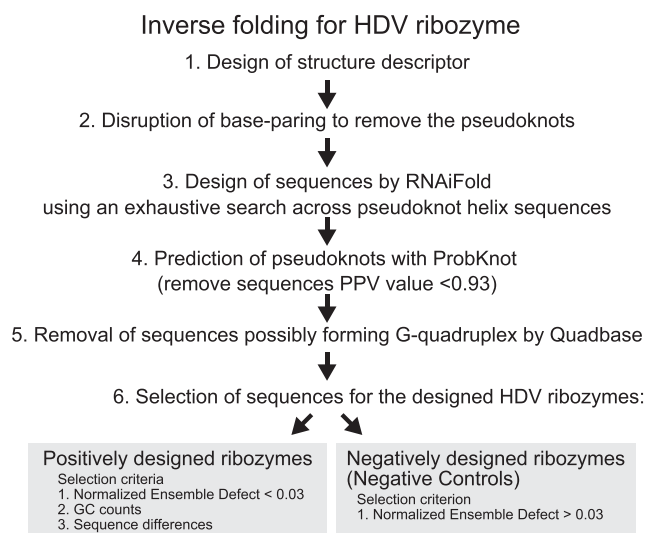 Inverse folding for HDV ribozyme
1. Design of structure descriptor
2. Disruption of base-paring to remove the pseudoknots
3. Design of sequences by RNAiFold
using an exhaustive search across pseudoknot helix sequences
4. Prediction of pseudoknots with ProbKnot
(remove sequences PPV value <0.93)
5. Removal of sequences possibly forming G-quadruplex by Quadbase
6. Selection of sequences for the designed HDV ribozymes:
Positively designed ribozymes
Selection criteria
1. Normalized Ensemble Defect < 0.03
2. GC counts
3. Sequence differences
Negatively designed ribozymes
(Negative Controls)
Selection criterion
1. Normalized Ensemble Defect > 0.03